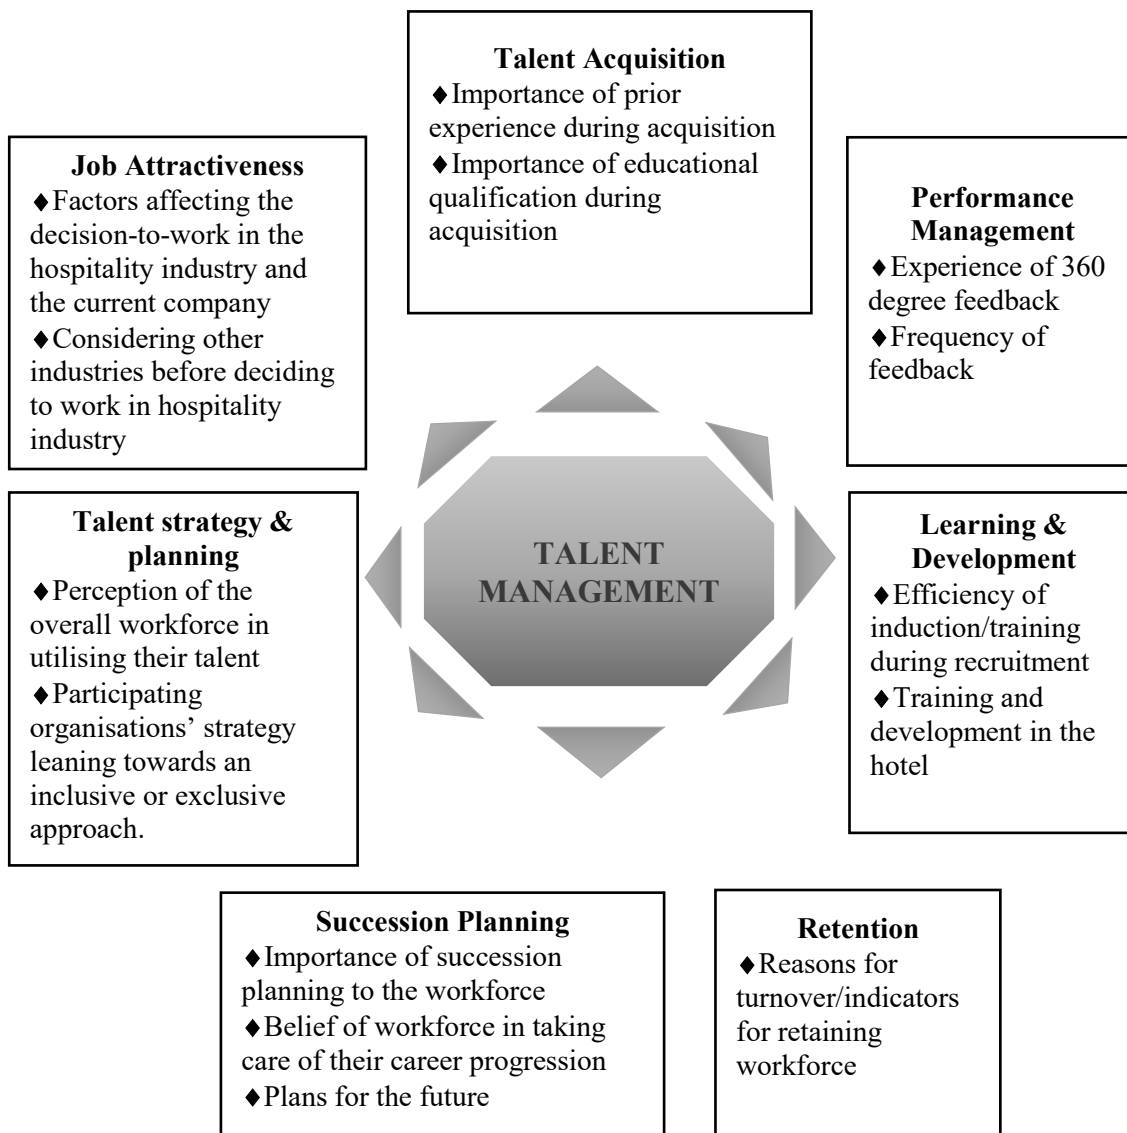 Talent Acquisition
♦Importance of prior
experience during acquisition
♦Importance of educational
qualification during
acquisition
Job Attractiveness
♦Factors affecting the
decision-to-work in the
hospitality industry and
the current company
♦Considering other
industries before deciding
to work in hospitality
industry
Performance
Management
♦Experience of 360
degree feedback
♦Frequency of
feedback
TALENT
MANAGEMENT
Talent strategy &
planning
♦Perception of the
overall workforce in
utilising their talent
♦Participating
organisations’ strategy
leaning towards an
inclusive or exclusive
approach.
Learning &
Development
♦Efficiency of
induction/training
during recruitment
♦Training and
development in the
hotel
Succession Planning
♦Importance of succession
planning to the workforce
♦Belief of workforce in taking
care of their career progression
♦Plans for the future
Retention
♦Reasons for
turnover/indicators
for retaining
workforce